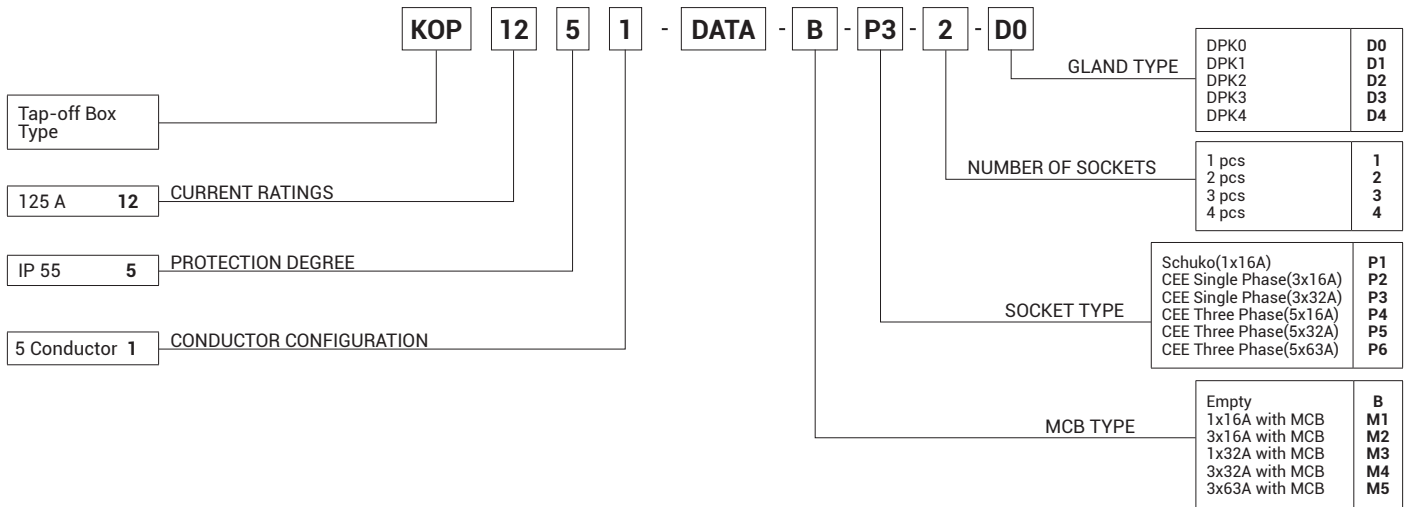 KOP 12 5 1 - DATA - B - P3 - 2 - D0
Tap-off Box
Type
125 A 12 CURRENT RATINGS
IP 55 5 PROTECTION DEGREE
5 Conductor 1 CONDUCTOR CONFIGURATION
GLAND TYPE
DPK0 D0
DPK1 D1
DPK2 D2
DPK3 D3
DPK4 D4
NUMBER OF SOCKETS
1 pcs 1
2 pcs 2
3 pcs 3
4 pcs 4
SOCKET TYPE
Schuko(1x16A) P1
CEE Single Phase(3x16A) P2
CEE Single Phase(3x32A) P3
CEE Three Phase(5x16A) P4
CEE Three Phase(5x32A) P5
CEE Three Phase(5x63A) P6
MCB TYPE
Empty B
1x16A with MCB M1
3x16A with MCB M2
1x32A with MCB M3
3x32A with MCB M4
3x63A with MCB M5